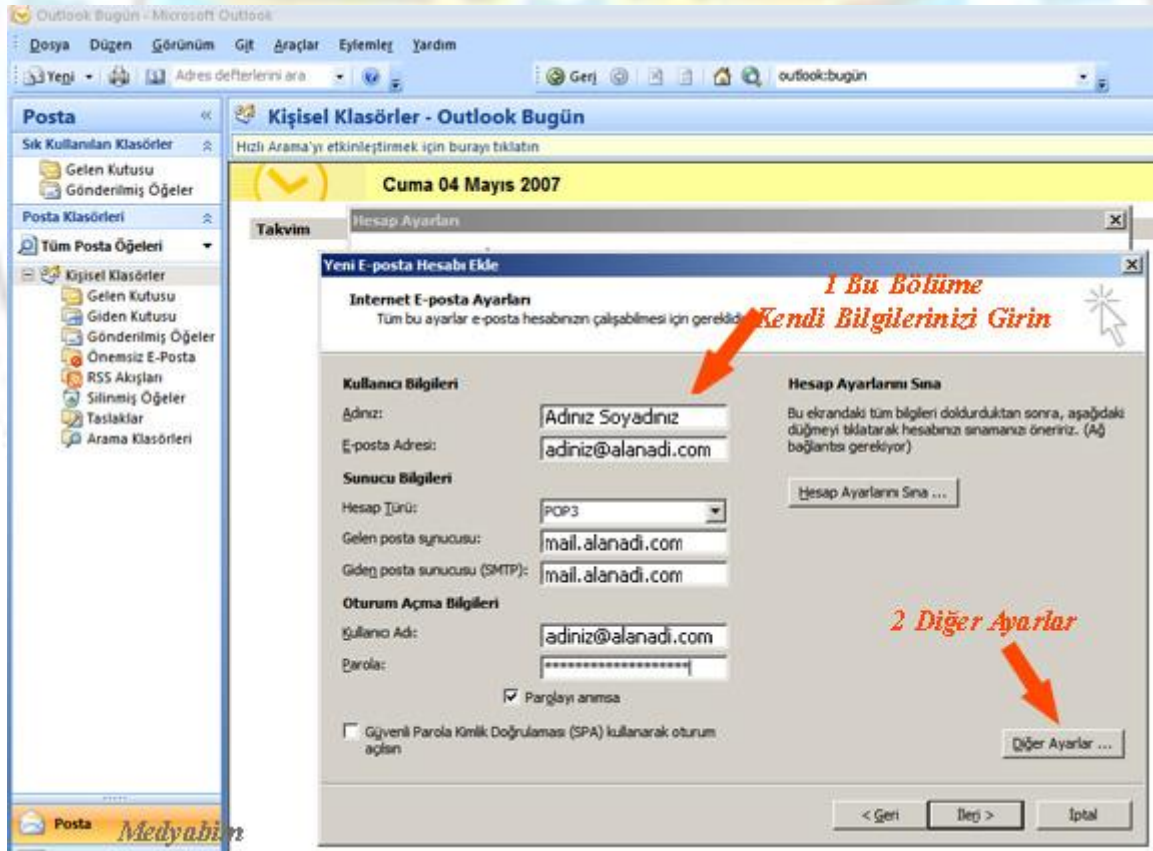 Outlook Bugün - Microsoft Outlook
Dosya Düzen Görünüm Git Araçlar Eylemler Yardım
Yeni Adres defterlerini ara Geri outlook:bugün
Posta «
Sık Kullanılan Klasörler
Gelen Kutusu
Gönderilmiş Öğeler
Posta Klasörleri
Tüm Posta Öğeleri
Kişisel Klasörler
Gelen Kutusu
Giden Kutusu
Gönderilmiş Öğeler
Önemsiz E-Posta
RSS Akışları
Silinmiş Öğeler
Taslaklar
Arama Klasörleri
Posta
Medyabim
Kişisel Klasörler - Outlook Bugün
Hızlı Arama'yı etkinleştirmek için burayı tıklatın
Cuma 04 Mayıs 2007
Takvim
Hesap Ayarları
Yeni E-posta Hesabı Ekle
Internet E-posta Ayarları
Tüm bu ayarlar e-posta hesabınızın çalışabilmesi için
1 Bu Bölüme
Kendi Bilgilerinizi Girin
Kullanıcı Bilgileri
Adınız: Adınız Soyadınız
E-posta Adresi: adiniz@alanadi.com
Sunucu Bilgileri
Hesap Türü: POP3
Gelen posta sunucusu: mail.alanadi.com
Giden posta sunucusu (SMTP): mail.alanadi.com
Oturum Açma Bilgileri
Kullanıcı Adı: adiniz@alanadi.com
Parola: *******************
Parolayı anımsa
Güvenli Parola Kimlik Doğrulaması (SPA) kullanarak oturum
açılsın
Hesap Ayarlarını Sına
Bu ekrandaki tüm bilgileri doldurduktan sonra, aşağıdaki
düğmeyi tıklatarak hesabınızı sınamanızı öneririz. (Ağ
bağlantısı gerekiyor)
Hesap Ayarlarını Sına ...
2 Diğer Ayarlar
Diğer Ayarlar ...
< Geri İleri > İptal